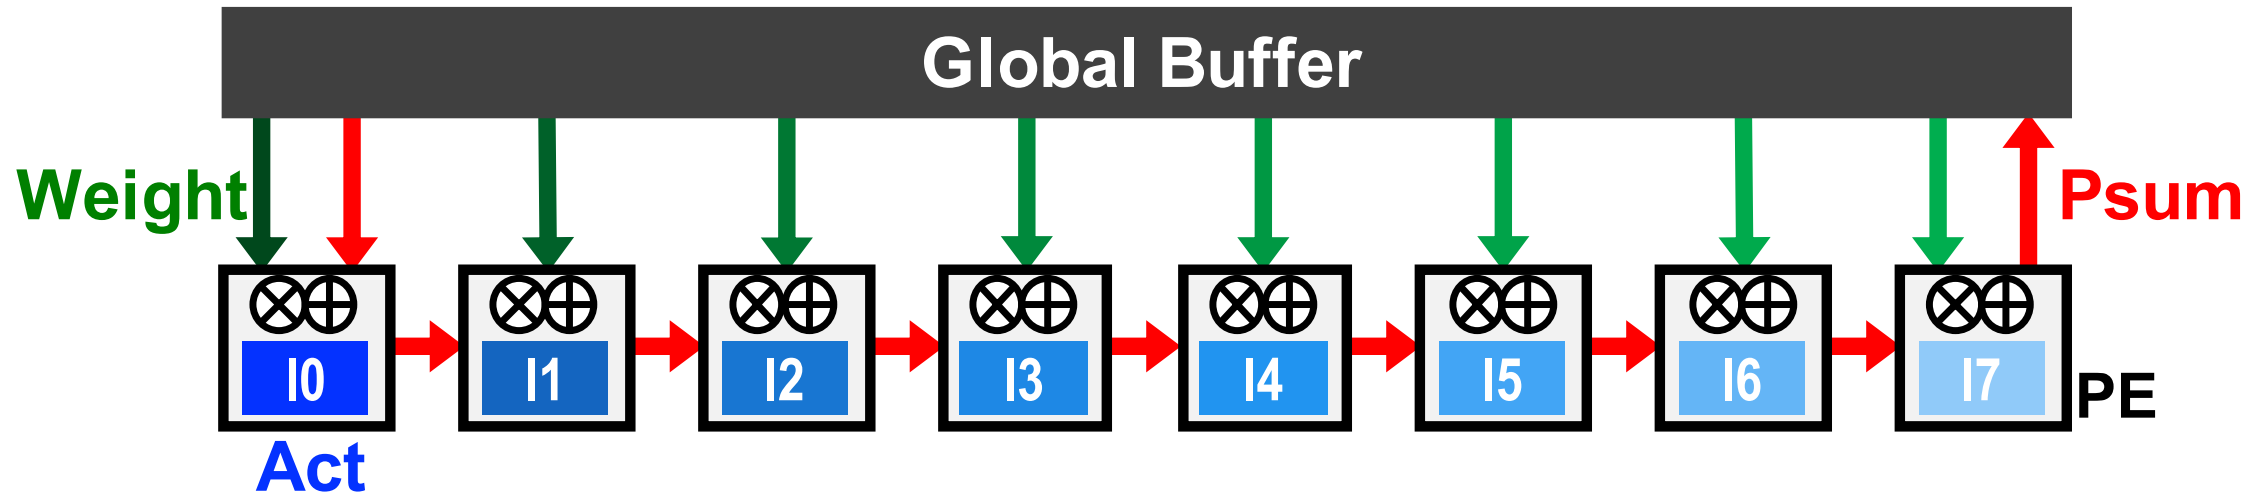 Global Buffer
Weight
Psum
I0
I1
I2
I3
I4
I5
I6
I7
PE
Act